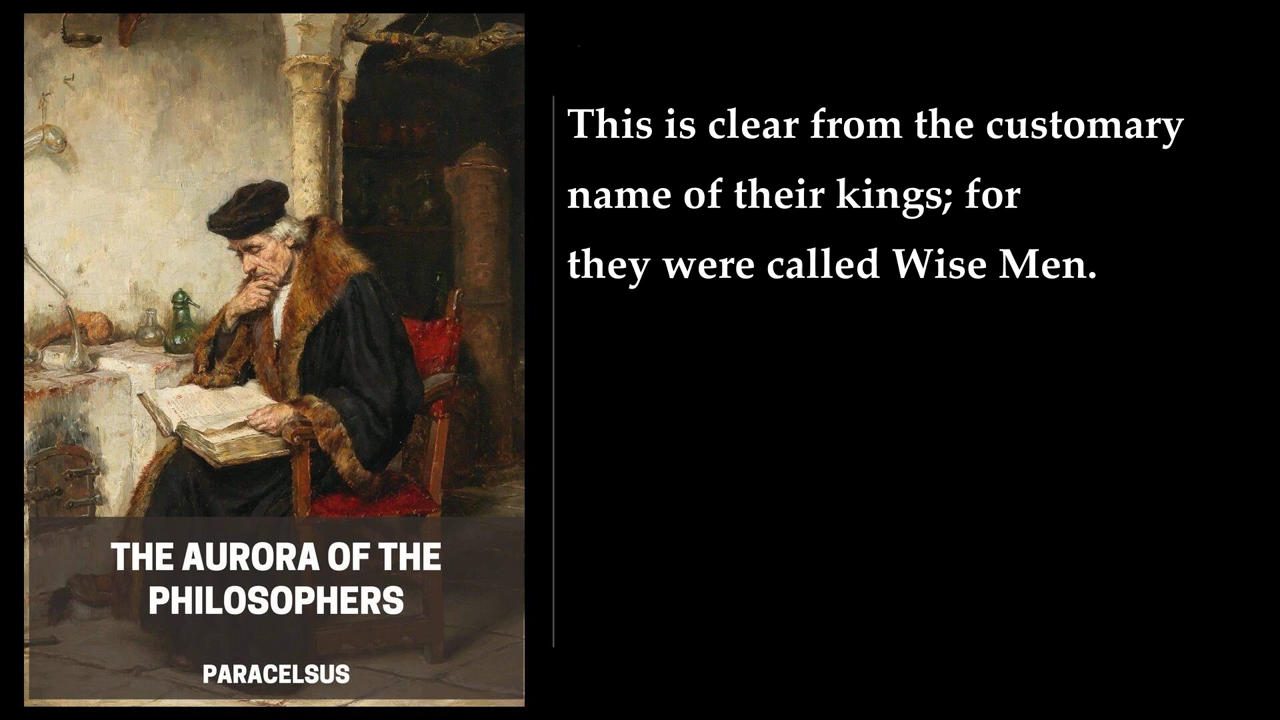 This is clear from the customary
name of their kings; for
they were called Wise Men.
THE AURORA OF THE
PHILOSOPHERS
PARACELSUS